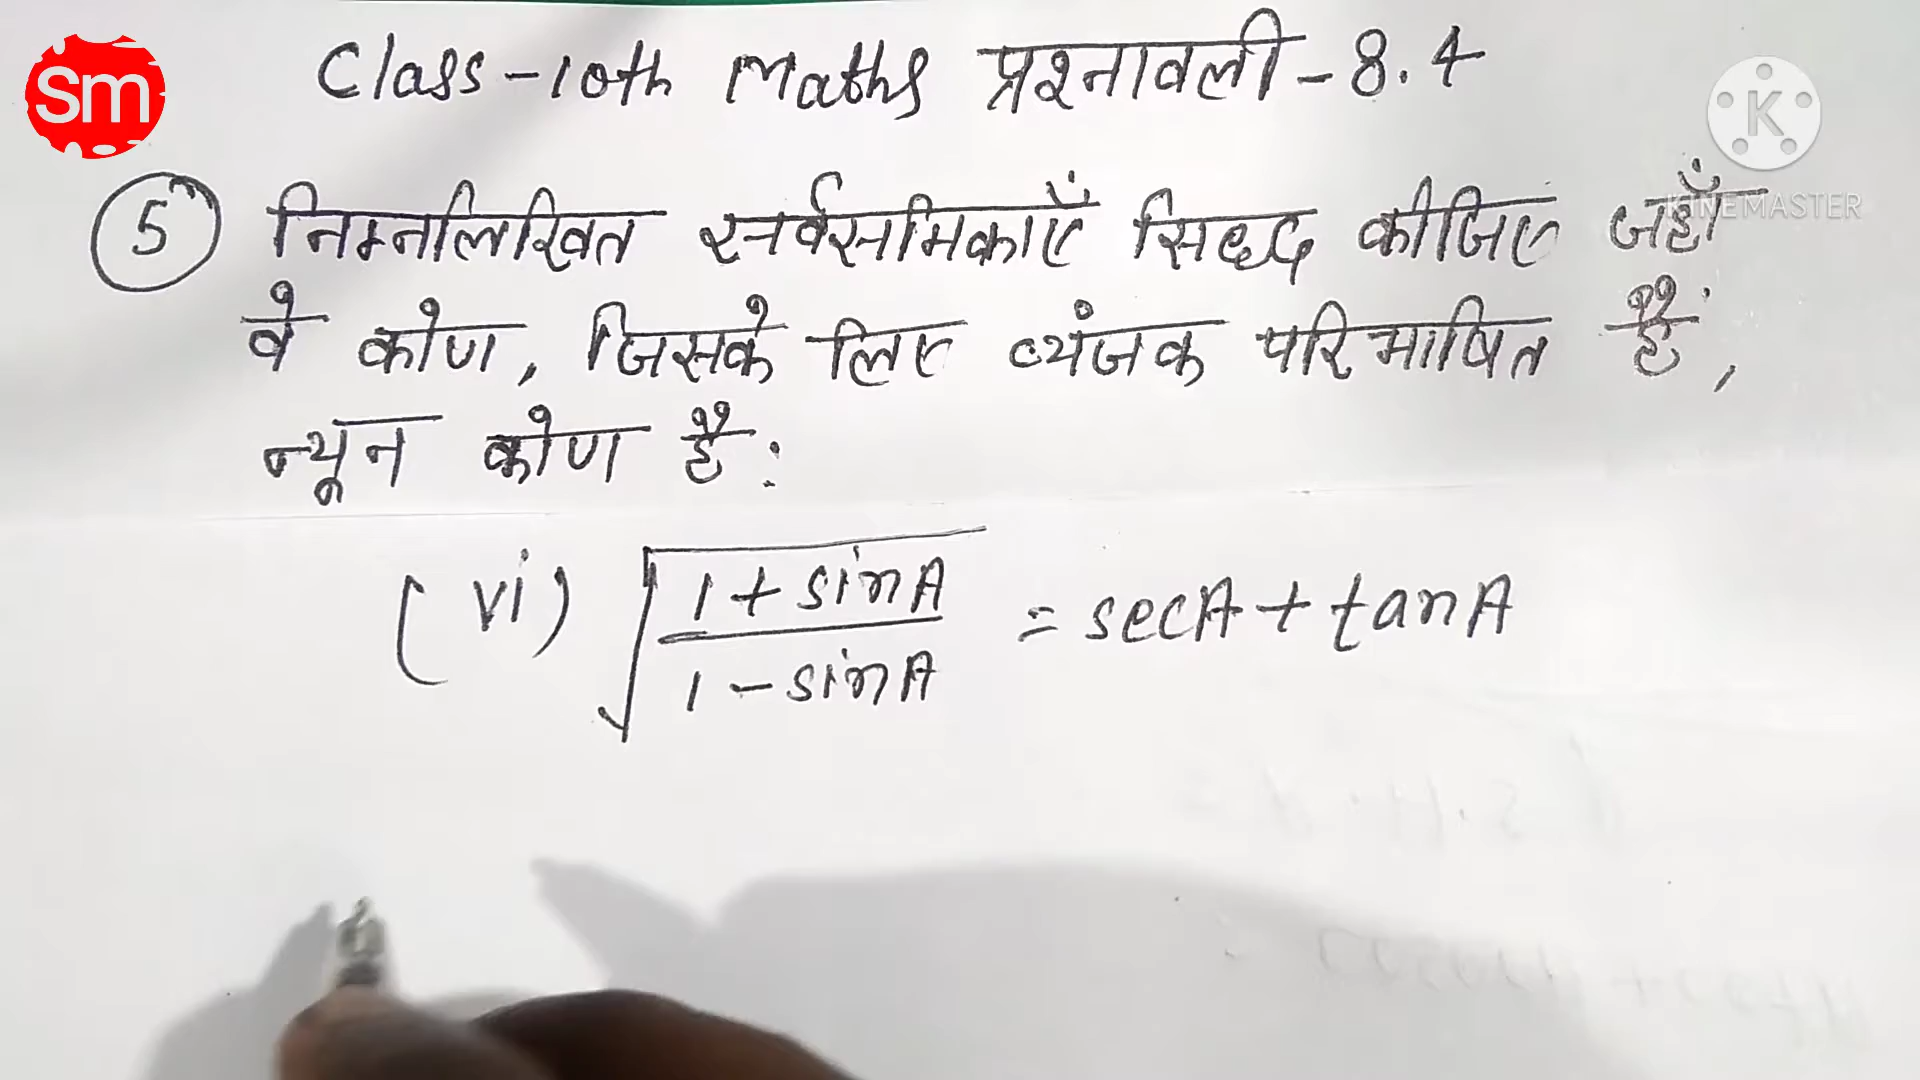 Sm
Class-10th Maths प्रश्नावली-8.4
K
KINEMASTER
5 निम्नलिखित सर्वसमिकाएँ सिद्ध कीजिए जहाँ
वे कोण, जिसके लिए व्यंजक परिभाषित हैं,
न्यून कोण है:
(vi) √(1+sinA / 1-sinA) = secA+tanA